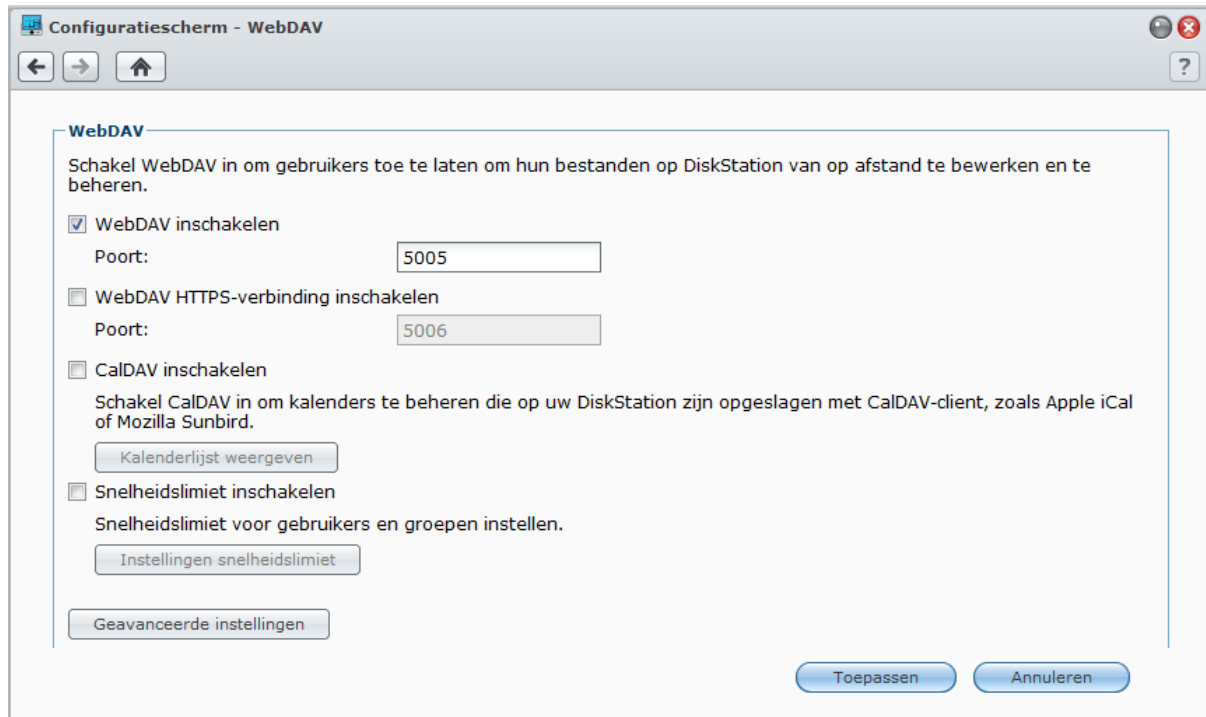 Configuratiescherm - WebDAV
?
WebDAV
Schakel WebDAV in om gebruikers toe te laten om hun bestanden op DiskStation van op afstand te bewerken en te
beheren.
WebDAV inschakelen
Poort: 5005
WebDAV HTTPS-verbinding inschakelen
Poort: 5006
CalDAV inschakelen
Schakel CalDAV in om kalenders te beheren die op uw DiskStation zijn opgeslagen met CalDAV-client, zoals Apple iCal
of Mozilla Sunbird.
Kalenderlijst weergeven
Snelheidslimiet inschakelen
Snelheidslimiet voor gebruikers en groepen instellen.
Instellingen snelheidslimiet
Geavanceerde instellingen
Toepassen Annuleren